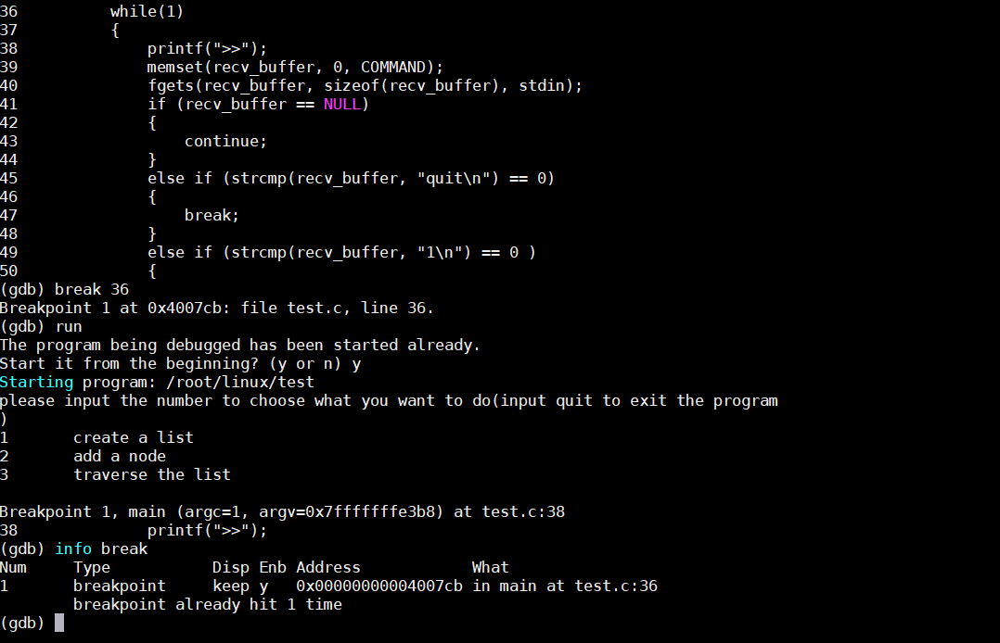 36          while(1)
37          {
38              printf(">>");
39              memset(recv_buffer, 0, COMMAND);
40              fgets(recv_buffer, sizeof(recv_buffer), stdin);
41              if (recv_buffer == NULL)
42              {
43                  continue;
44              }
45              else if (strcmp(recv_buffer, "quit\n") == 0)
46              {
47                  break;
48              }
49              else if (strcmp(recv_buffer, "1\n") == 0 )
50              {
(gdb) break 36
Breakpoint 1 at 0x4007cb: file test.c, line 36.
(gdb) run
The program being debugged has been started already.
Start it from the beginning? (y or n) y
Starting program: /root/linux/test
please input the number to choose what you want to do(input quit to exit the program
)
1       create a list
2       add a node
3       traverse the list

Breakpoint 1, main (argc=1, argv=0x7fffffffe3b8) at test.c:38
38              printf(">>");
(gdb) info break
Num     Type           Disp Enb Address            What
1       breakpoint     keep y   0x00000000004007cb in main at test.c:36
        breakpoint already hit 1 time
(gdb)